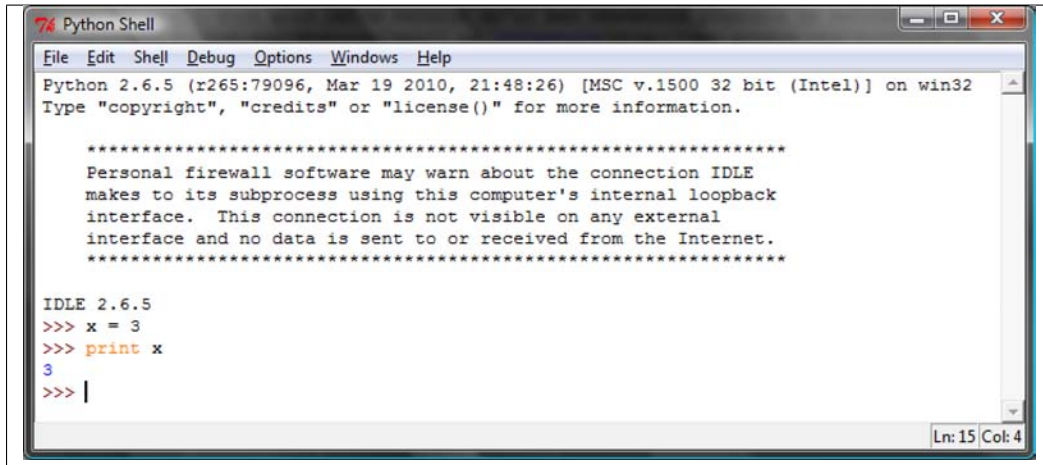 Python Shell
File Edit Shell Debug Options Windows Help
Python 2.6.5 (r265:79096, Mar 19 2010, 21:48:26) [MSC v.1500 32 bit (Intel)] on win32
Type "copyright", "credits" or "license()" for more information.
****************************************************************
Personal firewall software may warn about the connection IDLE
makes to its subprocess using this computer's internal loopback
interface.  This connection is not visible on any external
interface and no data is sent to or received from the Internet.
****************************************************************
IDLE 2.6.5
>>> x = 3
>>> print x
3
>>>
Ln: 15 Col: 4